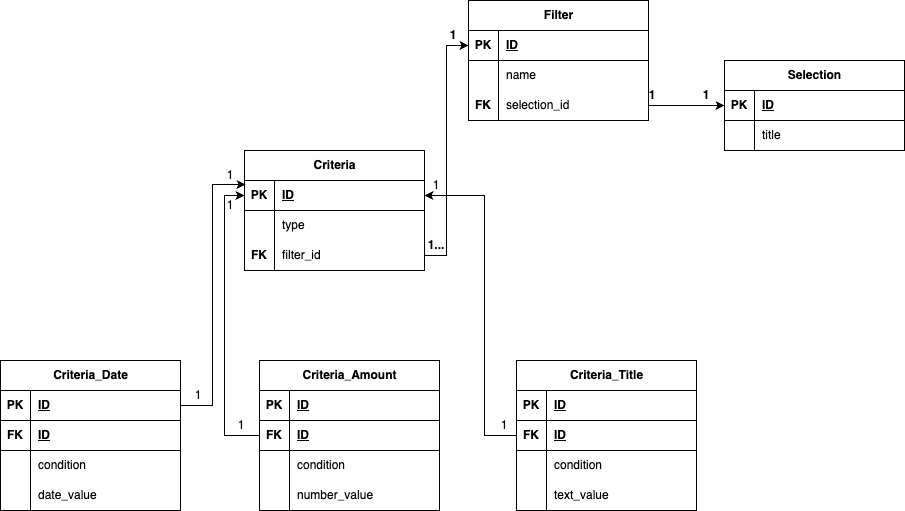 Filter
PK ID
name
FK selection_id
1
1
1
Selection
PK ID
title
Criteria
PK ID
type
FK filter_id
1
1
1
1...
Criteria_Date
PK ID
FK ID
condition
date_value
1
Criteria_Amount
PK ID
FK ID
condition
number_value
1
Criteria_Title
PK ID
FK ID
condition
text_value
1